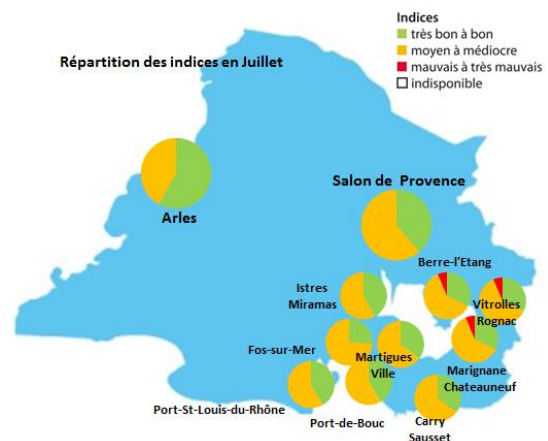 Indices
très bon à bon
moyen à médiocre
mauvais à très mauvais
indisponible
Répartition des indices en Juillet
Arles
Salon de Provence
Berre-l'Etang
Istres
Miramas
Vitrolles
Rognac
Fos-sur-Mer
Martigues
Ville
Marignane
Chateauneuf
Port-St-Louis-du-Rhône
Port-de-Bouc
Carry
Sausset